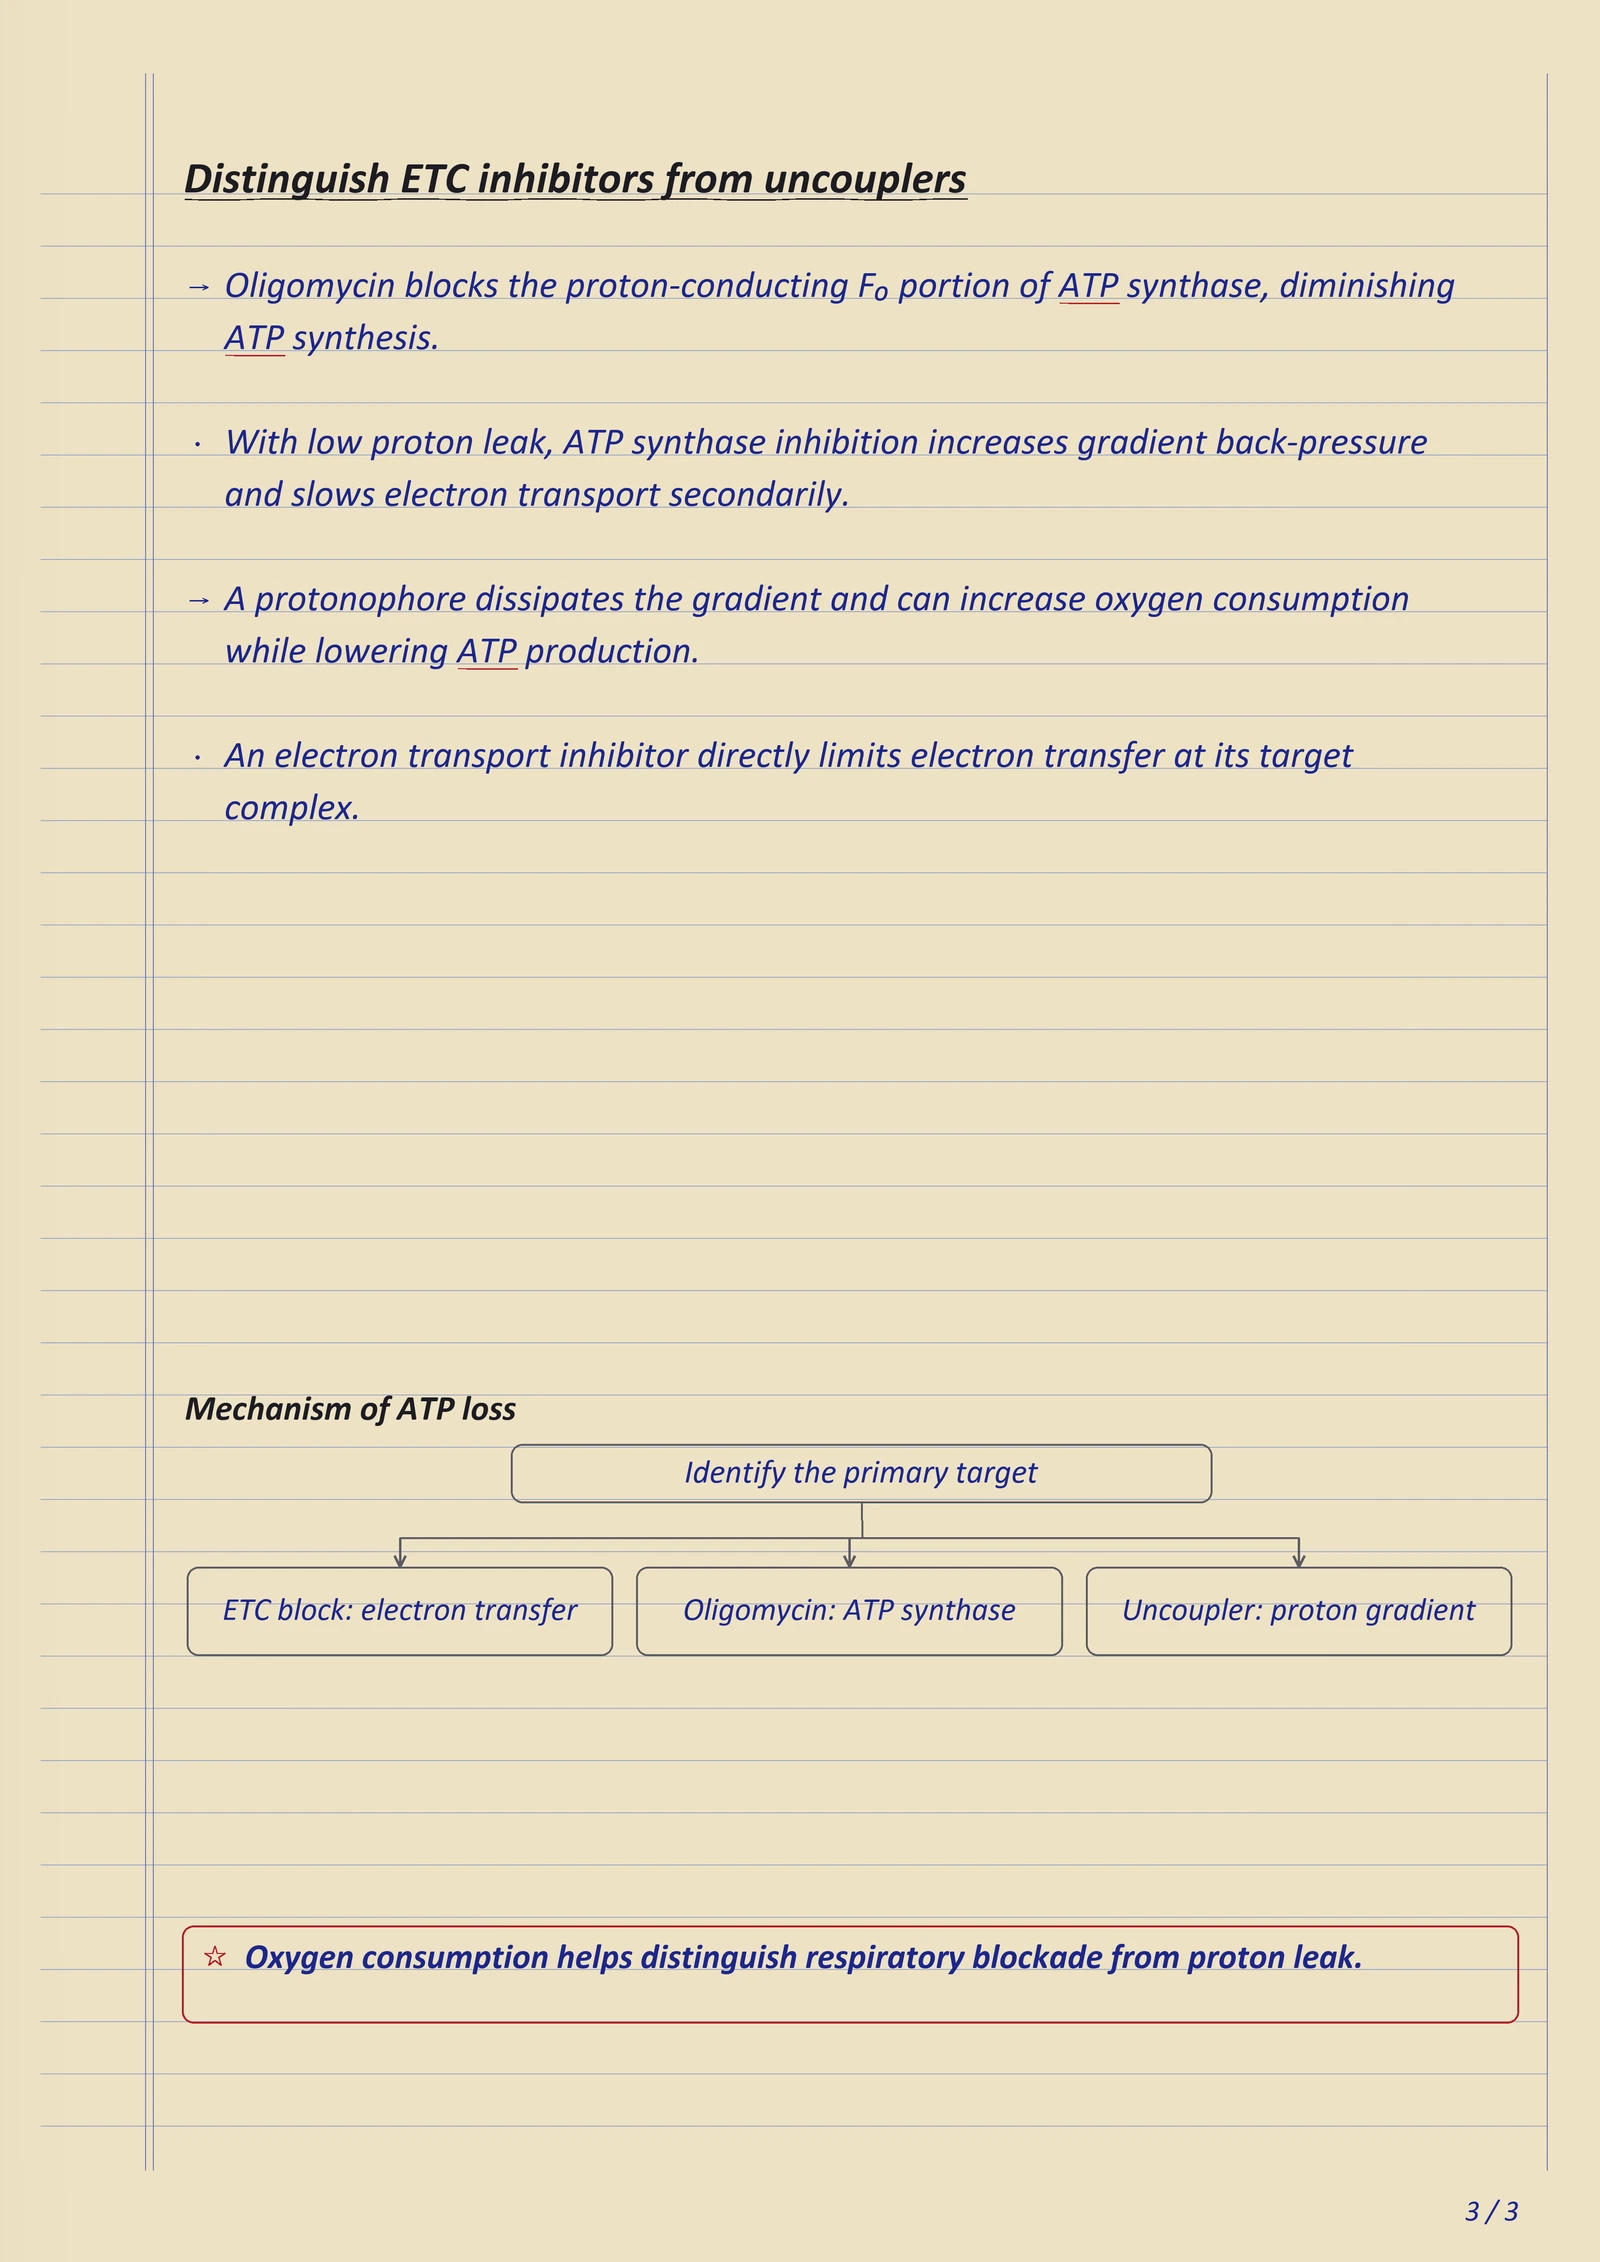 Distinguish ETC inhibitors from uncouplers
→ Oligomycin blocks the proton-conducting Fₒ portion of ATP synthase, diminishing
ATP synthesis.
· With low proton leak, ATP synthase inhibition increases gradient back-pressure
and slows electron transport secondarily.
→ A protonophore dissipates the gradient and can increase oxygen consumption
while lowering ATP production.
· An electron transport inhibitor directly limits electron transfer at its target
complex.
Mechanism of ATP loss
Identify the primary target
ETC block: electron transfer
Oligomycin: ATP synthase
Uncoupler: proton gradient
☆ Oxygen consumption helps distinguish respiratory blockade from proton leak.
3 / 3